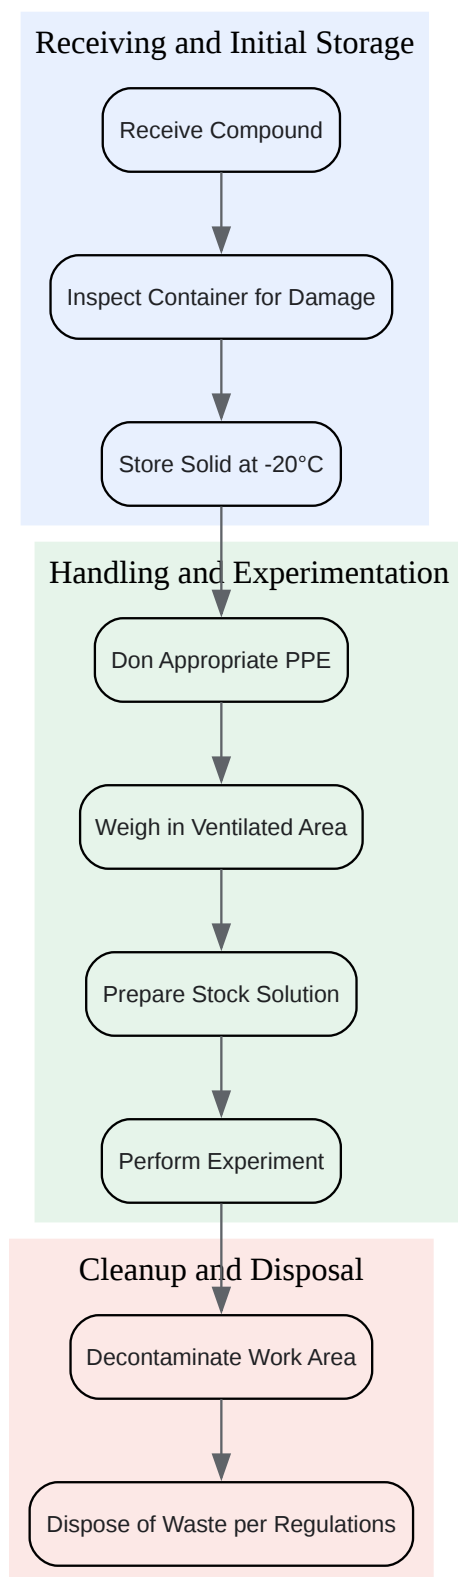 Receiving and Initial Storage
Receive Compound
Inspect Container for Damage
Store Solid at -20°C
Handling and Experimentation
Don Appropriate PPE
Weigh in Ventilated Area
Prepare Stock Solution
Perform Experiment
Cleanup and Disposal
Decontaminate Work Area
Dispose of Waste per Regulations